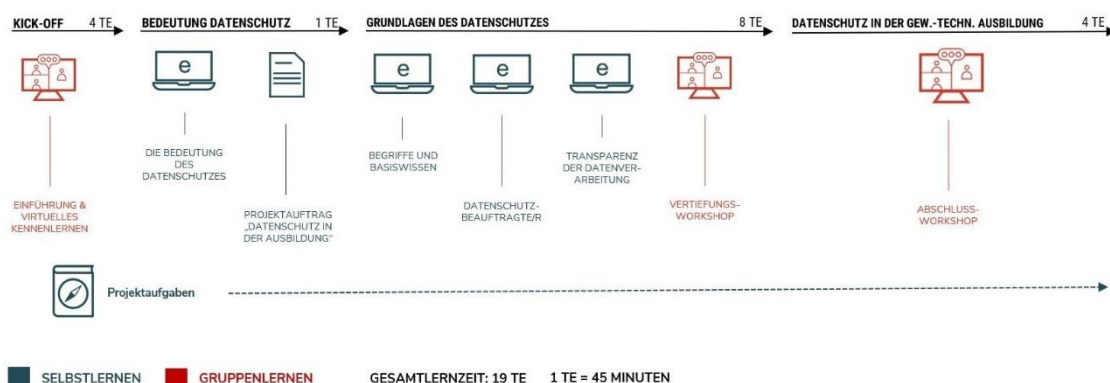 KICK-OFF 4 TE
BEDEUTUNG DATENSCHUTZ 1 TE
GRUNDLAGEN DES DATENSCHUTZES 8 TE
DATENSCHUTZ IN DER GEW.-TECHN. AUSBILDUNG 4 TE
e
e
e
e
EINFÜHRUNG &
VIRTUELLES
KENNENLERNEN
DIE BEDEUTUNG
DES
DATENSCHUTZES
PROJEKTAUFTRAG
„DATENSCHUTZ IN
DER AUSBILDUNG“
BEGRIFFE UND
BASISWISSEN
DATENSCHUTZ-
BEAUFTRAGTE/R
TRANSPARENZ
DER DATENVER-
ARBEITUNG
VERTIEFUNGS-
WORKSHOP
ABSCHLUSS-
WORKSHOP
Projektaufgaben
SELBSTLERNEN
GRUPPENLERNEN
GESAMTLERNZEIT: 19 TE
1 TE = 45 MINUTEN